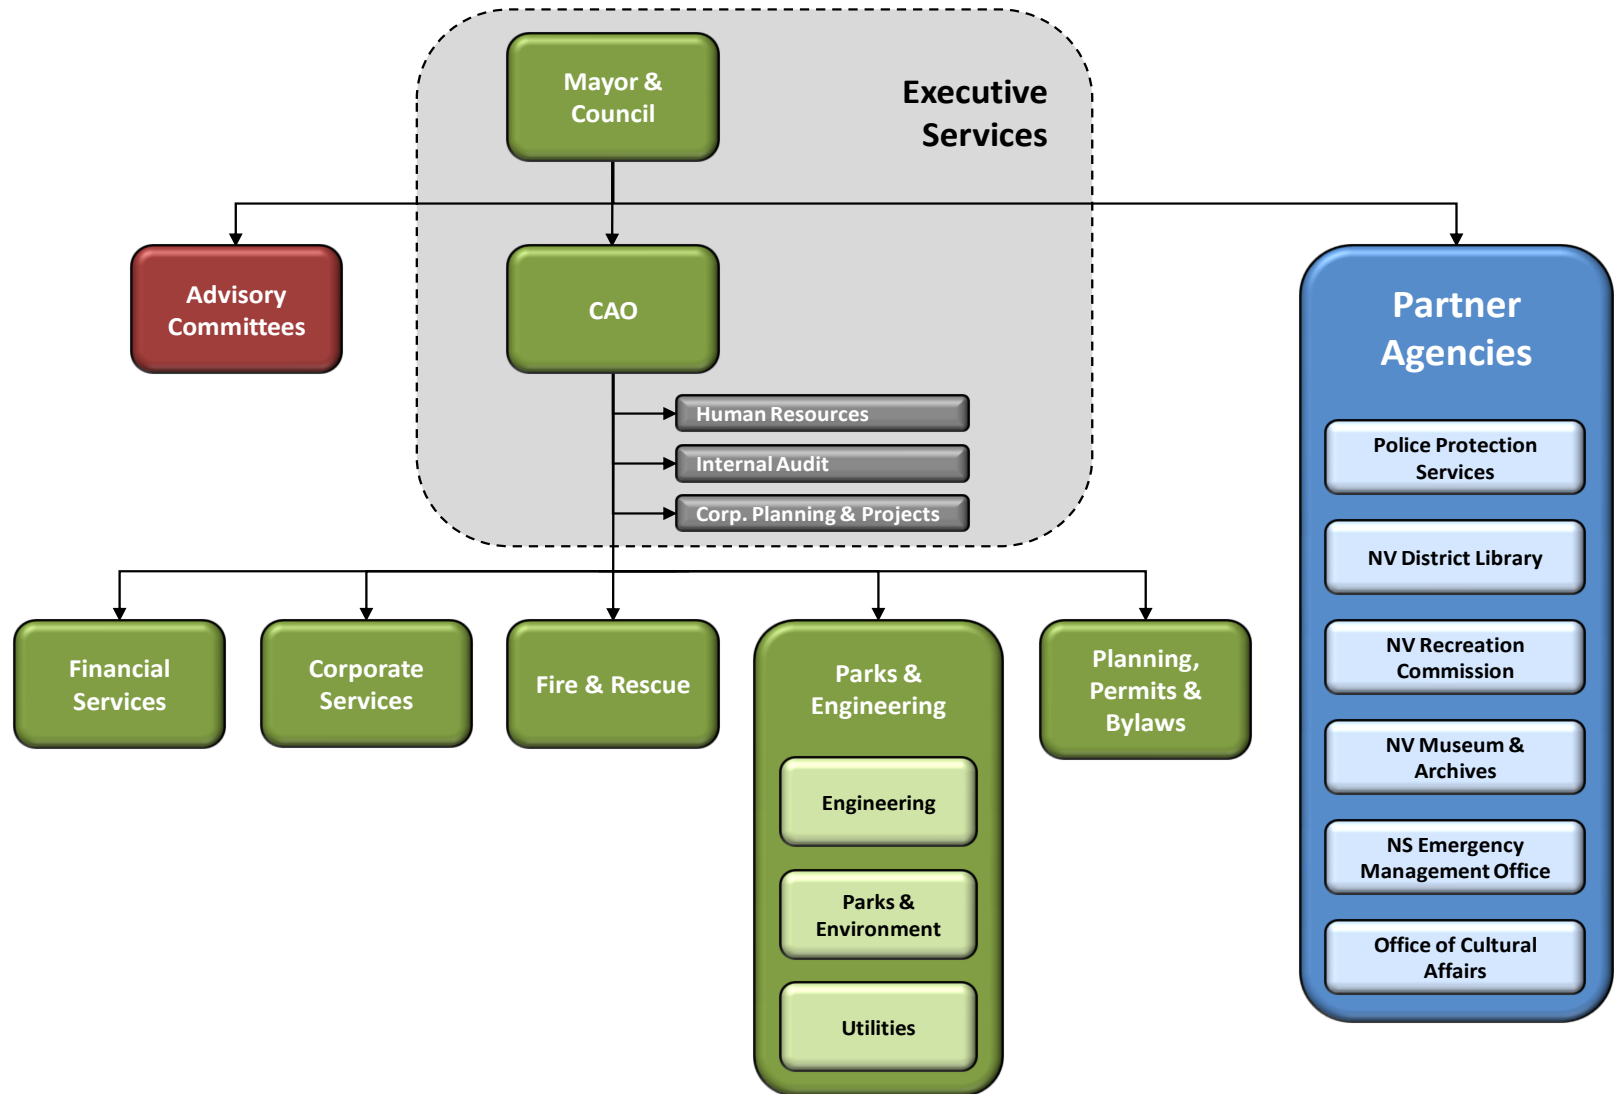 Mayor &
Council
Executive
Services
Advisory
Committees
CAO
Partner
Agencies
Human Resources
Internal Audit
Corp. Planning & Projects
Police Protection
Services
NV District Library
NV Recreation
Commission
NV Museum &
Archives
NS Emergency
Management Office
Office of Cultural
Affairs
Financial
Services
Corporate
Services
Fire & Rescue
Parks &
Engineering
Engineering
Parks &
Environment
Utilities
Planning,
Permits &
Bylaws